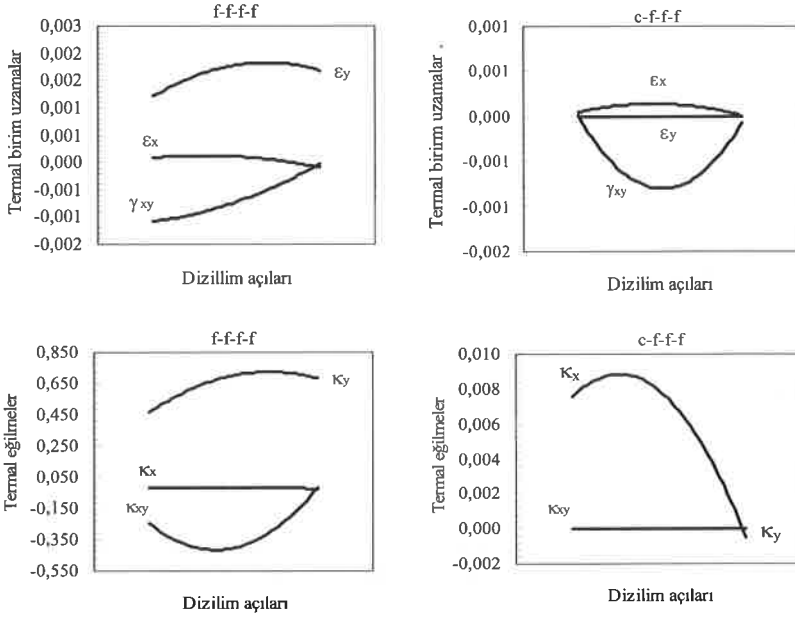 f-f-f-f
0,003
0,002
0,002
0,001
0,001
0,000
-0,001
-0,001
-0,002
Termal birim uzamalar
εy
εx
γxy
Dizillim açıları
c-f-f-f
0,001
0,001
0,000
-0,001
-0,001
-0,002
Termal birirm uzamalar
εx
εy
γxy
Dizilim açıları
f-f-f-f
0,850
0,650
0,450
0,250
0,050
-0,150
-0,350
-0,550
Termal eğilmeler
κy
κx
κxy
Dizilim açıları
c-f-f-f
0,010
0,008
0,006
0,004
0,002
0,000
-0,002
Termal eğilmeler
κx
κxy
κy
Dizilim açıları